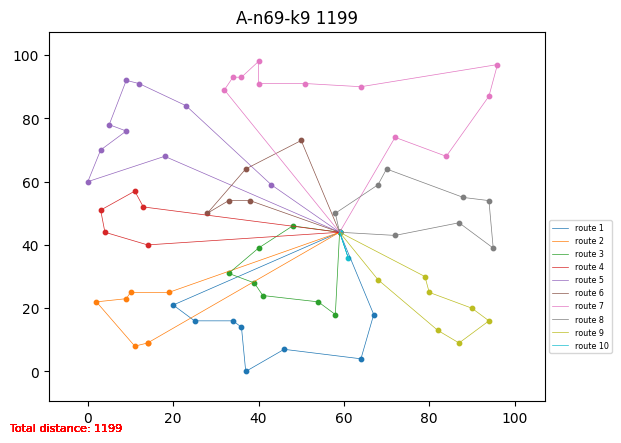 A-n69-k9 1199
100
80
60
40
20
0
0 20 40 60 80 100
route 1
route 2
route 3
route 4
route 5
route 6
route 7
route 8
route 9
route 10
Total distance: 1199